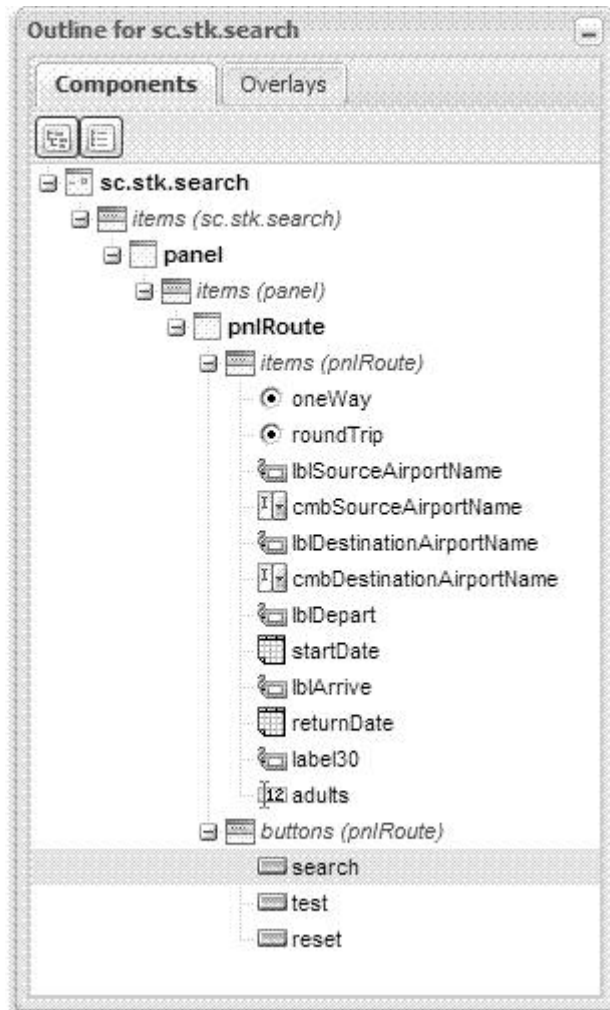 Outline for sc.stk.search
Components Overlays
sc.stk.search
items (sc.stk.search)
panel
items (panel)
pnlRoute
items (pnlRoute)
oneWay
roundTrip
lblSourceAirportName
cmbSourceAirportName
lblDestinationAirportName
cmbDestinationAirportName
lblDepart
startDate
lblArrive
returnDate
label30
12 adults
buttons (pnlRoute)
search
test
reset